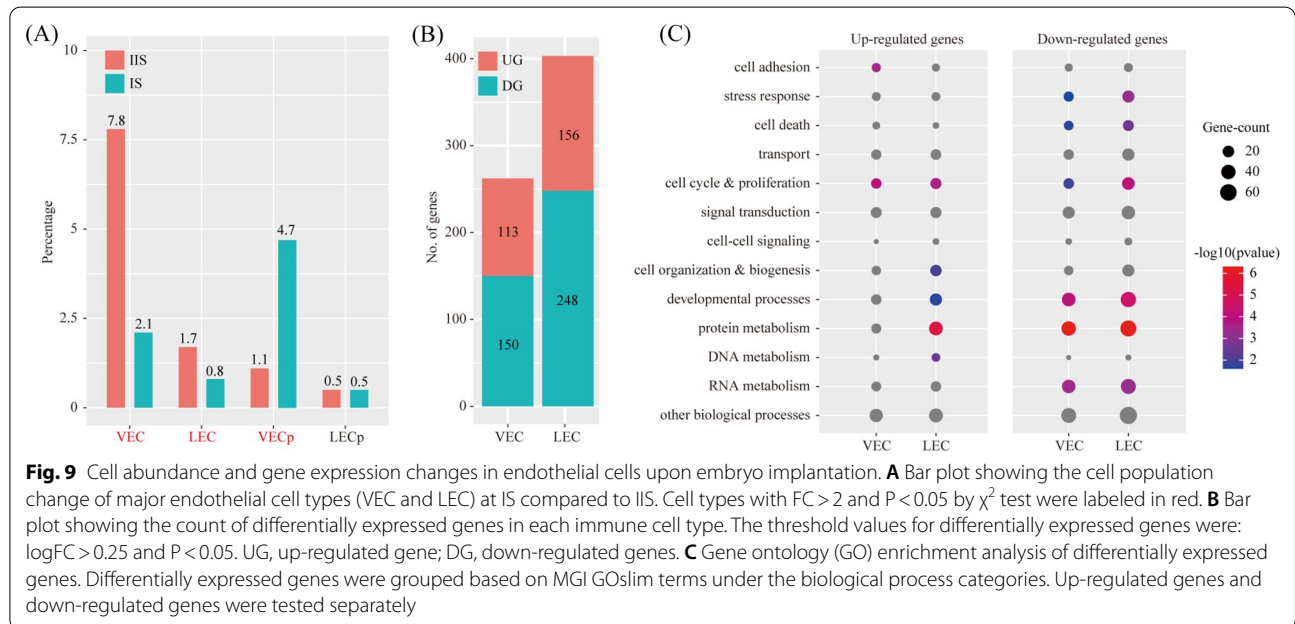 (A)
10
7.5
5
2.5
0
Percentage
IIS
IS
7.8
2.1
1.7
0.8
1.1
4.7
0.5
0.5
VEC
LEC
VECp
LECp
(B)
400
300
200
100
0
No. of genes
UG
DG
113
150
156
248
VEC
LEC
(C)
Up-regulated genes
Down-regulated genes
cell adhesion
stress response
cell death
transport
cell cycle & proliferation
signal transduction
cell-cell signaling
cell organization & biogenesis
developmental processes
protein metabolism
DNA metabolism
RNA metabolism
other biological processes
VEC
LEC
VEC
LEC
Gene-count
20
40
60
-log10(pvalue)
6
5
4
3
2
Fig. 9 Cell abundance and gene expression changes in endothelial cells upon embryo implantation. A Bar plot showing the cell population
change of major endothelial cell types (VEC and LEC) at IS compared to IIS. Cell types with FC > 2 and P < 0.05 by χ² test were labeled in red. B Bar
plot showing the count of differentially expressed genes in each immune cell type. The threshold values for differentially expressed genes were:
logFC > 0.25 and P < 0.05. UG, up-regulated gene; DG, down-regulated genes. C Gene ontology (GO) enrichment analysis of differentially expressed
genes. Differentially expressed genes were grouped based on MGI GOslim terms under the biological process categories. Up-regulated genes and
down-regulated genes were tested separately